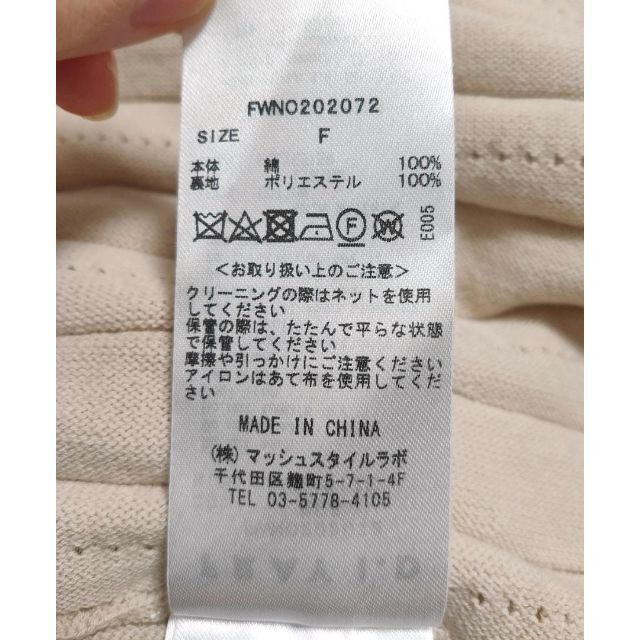 FWNO202072
SIZE F
本体 綿 100%
裏地 ポリエステル 100%
E005
＜お取り扱い上のご注意＞
クリーニングの際はネットを使用
してください
保管の際は、たたんで平らな状態
で保管してください
摩擦や引っかけにご注意ください
アイロンはあて布を使用してくだ
さい
MADE IN CHINA
(株) マッシュスタイルラボ
千代田区麹町5-7-1-4F
TEL 03-5778-4105